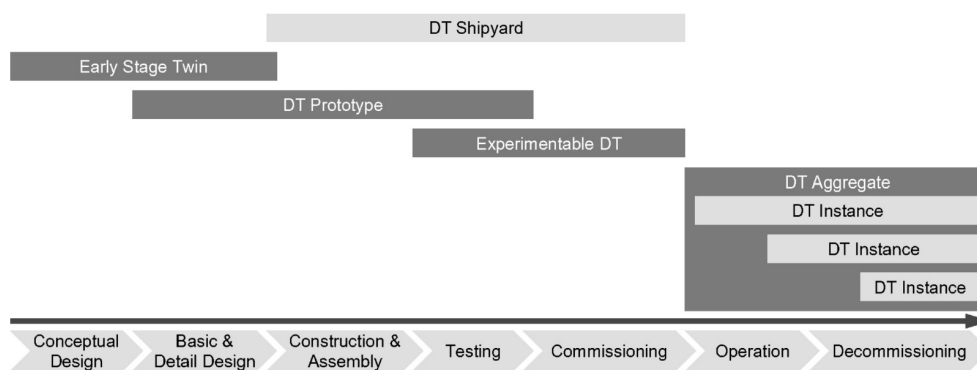 DT Shipyard
Early Stage Twin
DT Prototype
Experimentable DT
DT Aggregate
DT Instance
DT Instance
DT Instance
Conceptual
Design
Basic &
Detail Design
Construction &
Assembly
Testing
Commissioning
Operation
Decommissioning